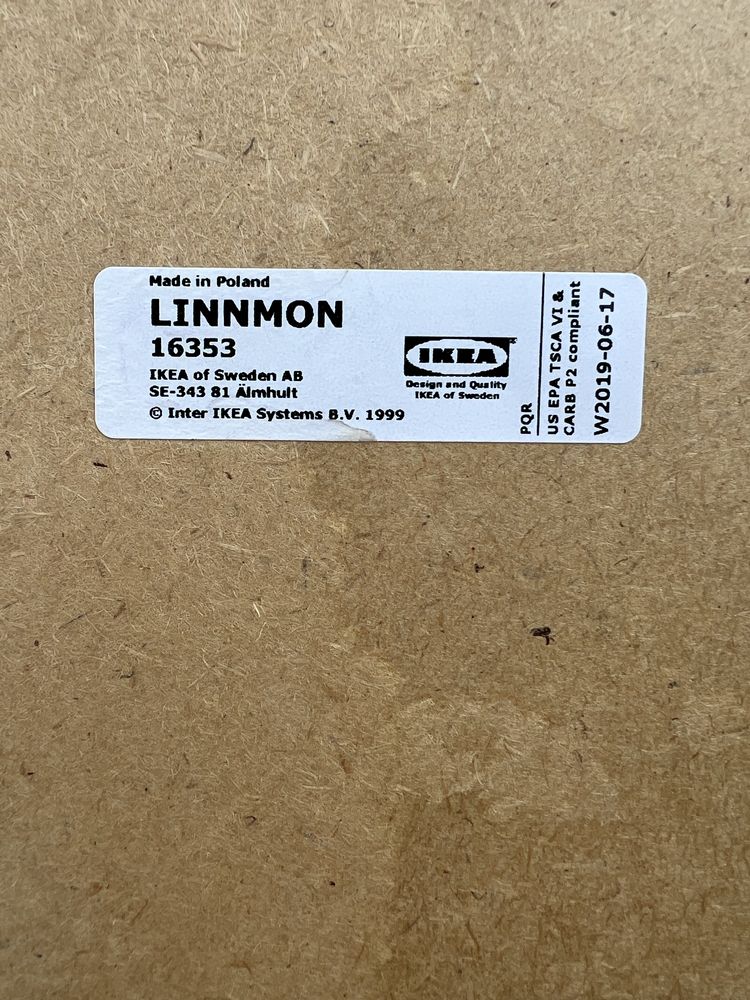 Made in Poland
LINNMON
16353
IKEA of Sweden AB
SE-343 81 Älmhult
© Inter IKEA Systems B.V. 1999
IKEA
Design and Quality
IKEA of Sweden
PQR
US EPA TSCA VI &
CARB P2 compliant
W2019-06-17